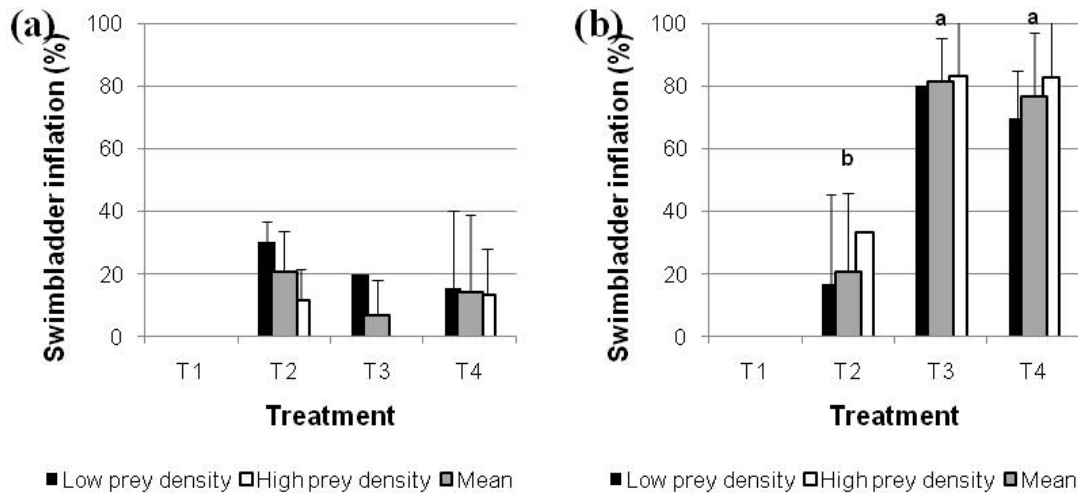 (a)
Swimbladder inflation (%)
100
80
60
40
20
0
T1 T2 T3 T4
Treatment
Low prey density High prey density Mean
(b)
Swimbladder inflation (%)
100
80
60
40
20
0
a a
b
T1 T2 T3 T4
Treatment
Low prey density High prey density Mean